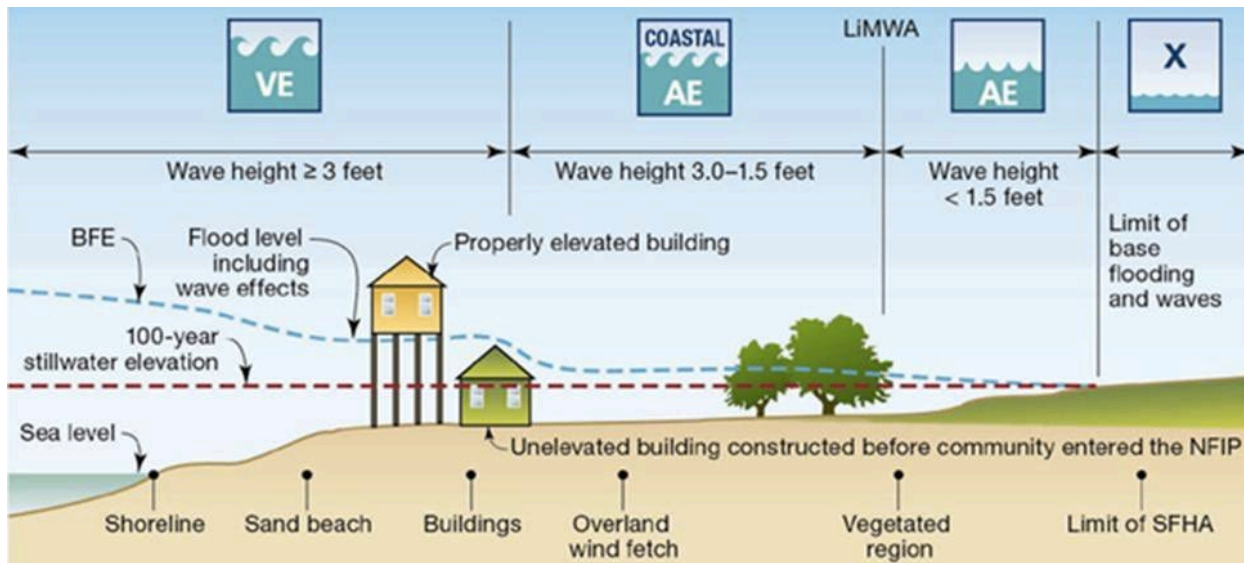 VE
COASTAL
AE
LiMWA
AE
X
Wave height ≥ 3 feet
Wave height 3.0–1.5 feet
Wave height
< 1.5 feet
BFE
Flood level
including
wave effects
Properly elevated building
Limit of
base
flooding
and waves
100-year
stillwater elevation
Sea level
Unelevated building constructed before community entered the NFIP
Shoreline
Sand beach
Buildings
Overland
wind fetch
Vegetated
region
Limit of SFHA